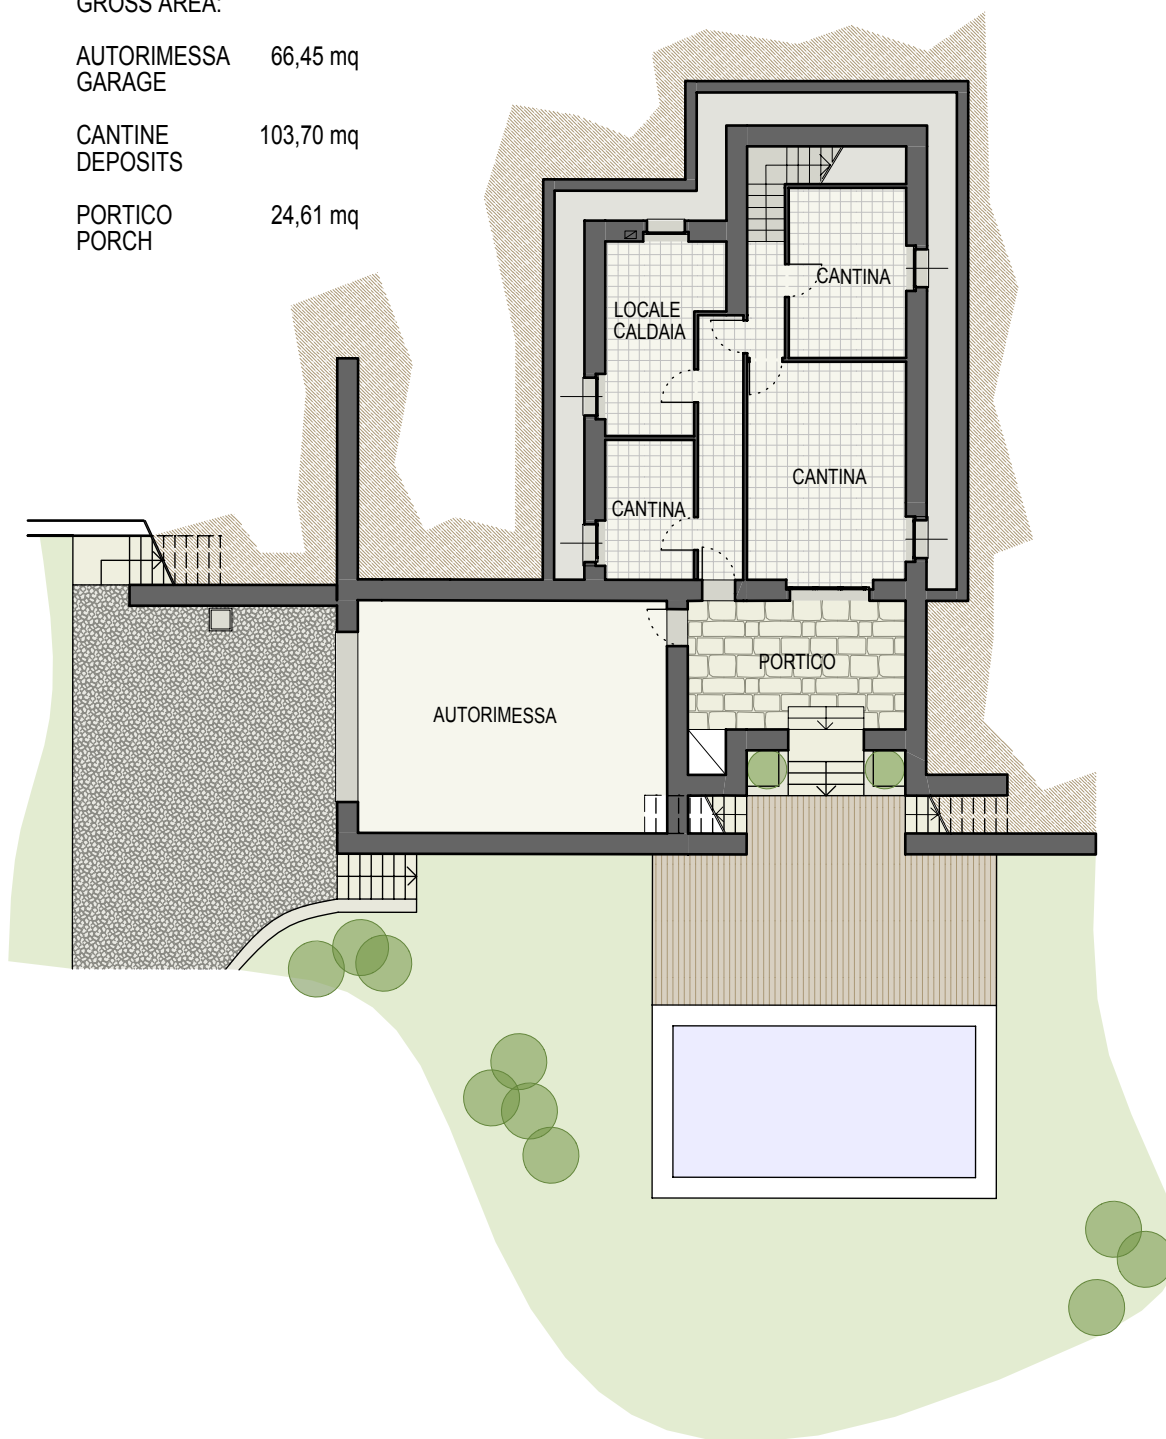 GROSS AREA:
AUTORIMESSA 66,45 mq
GARAGE
CANTINE 103,70 mq
DEPOSITS
PORTICO 24,61 mq
PORCH
CANTINA
LOCALE
CALDAIA
CANTINA
CANTINA
PORTICO
AUTORIMESSA